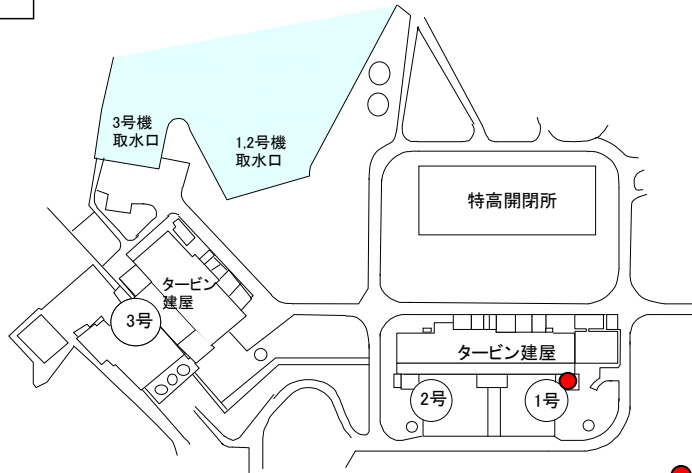 3号機
取水口
1,2号機
取水口
特高開閉所
タービン
建屋
3号
タービン建屋
2号
1号